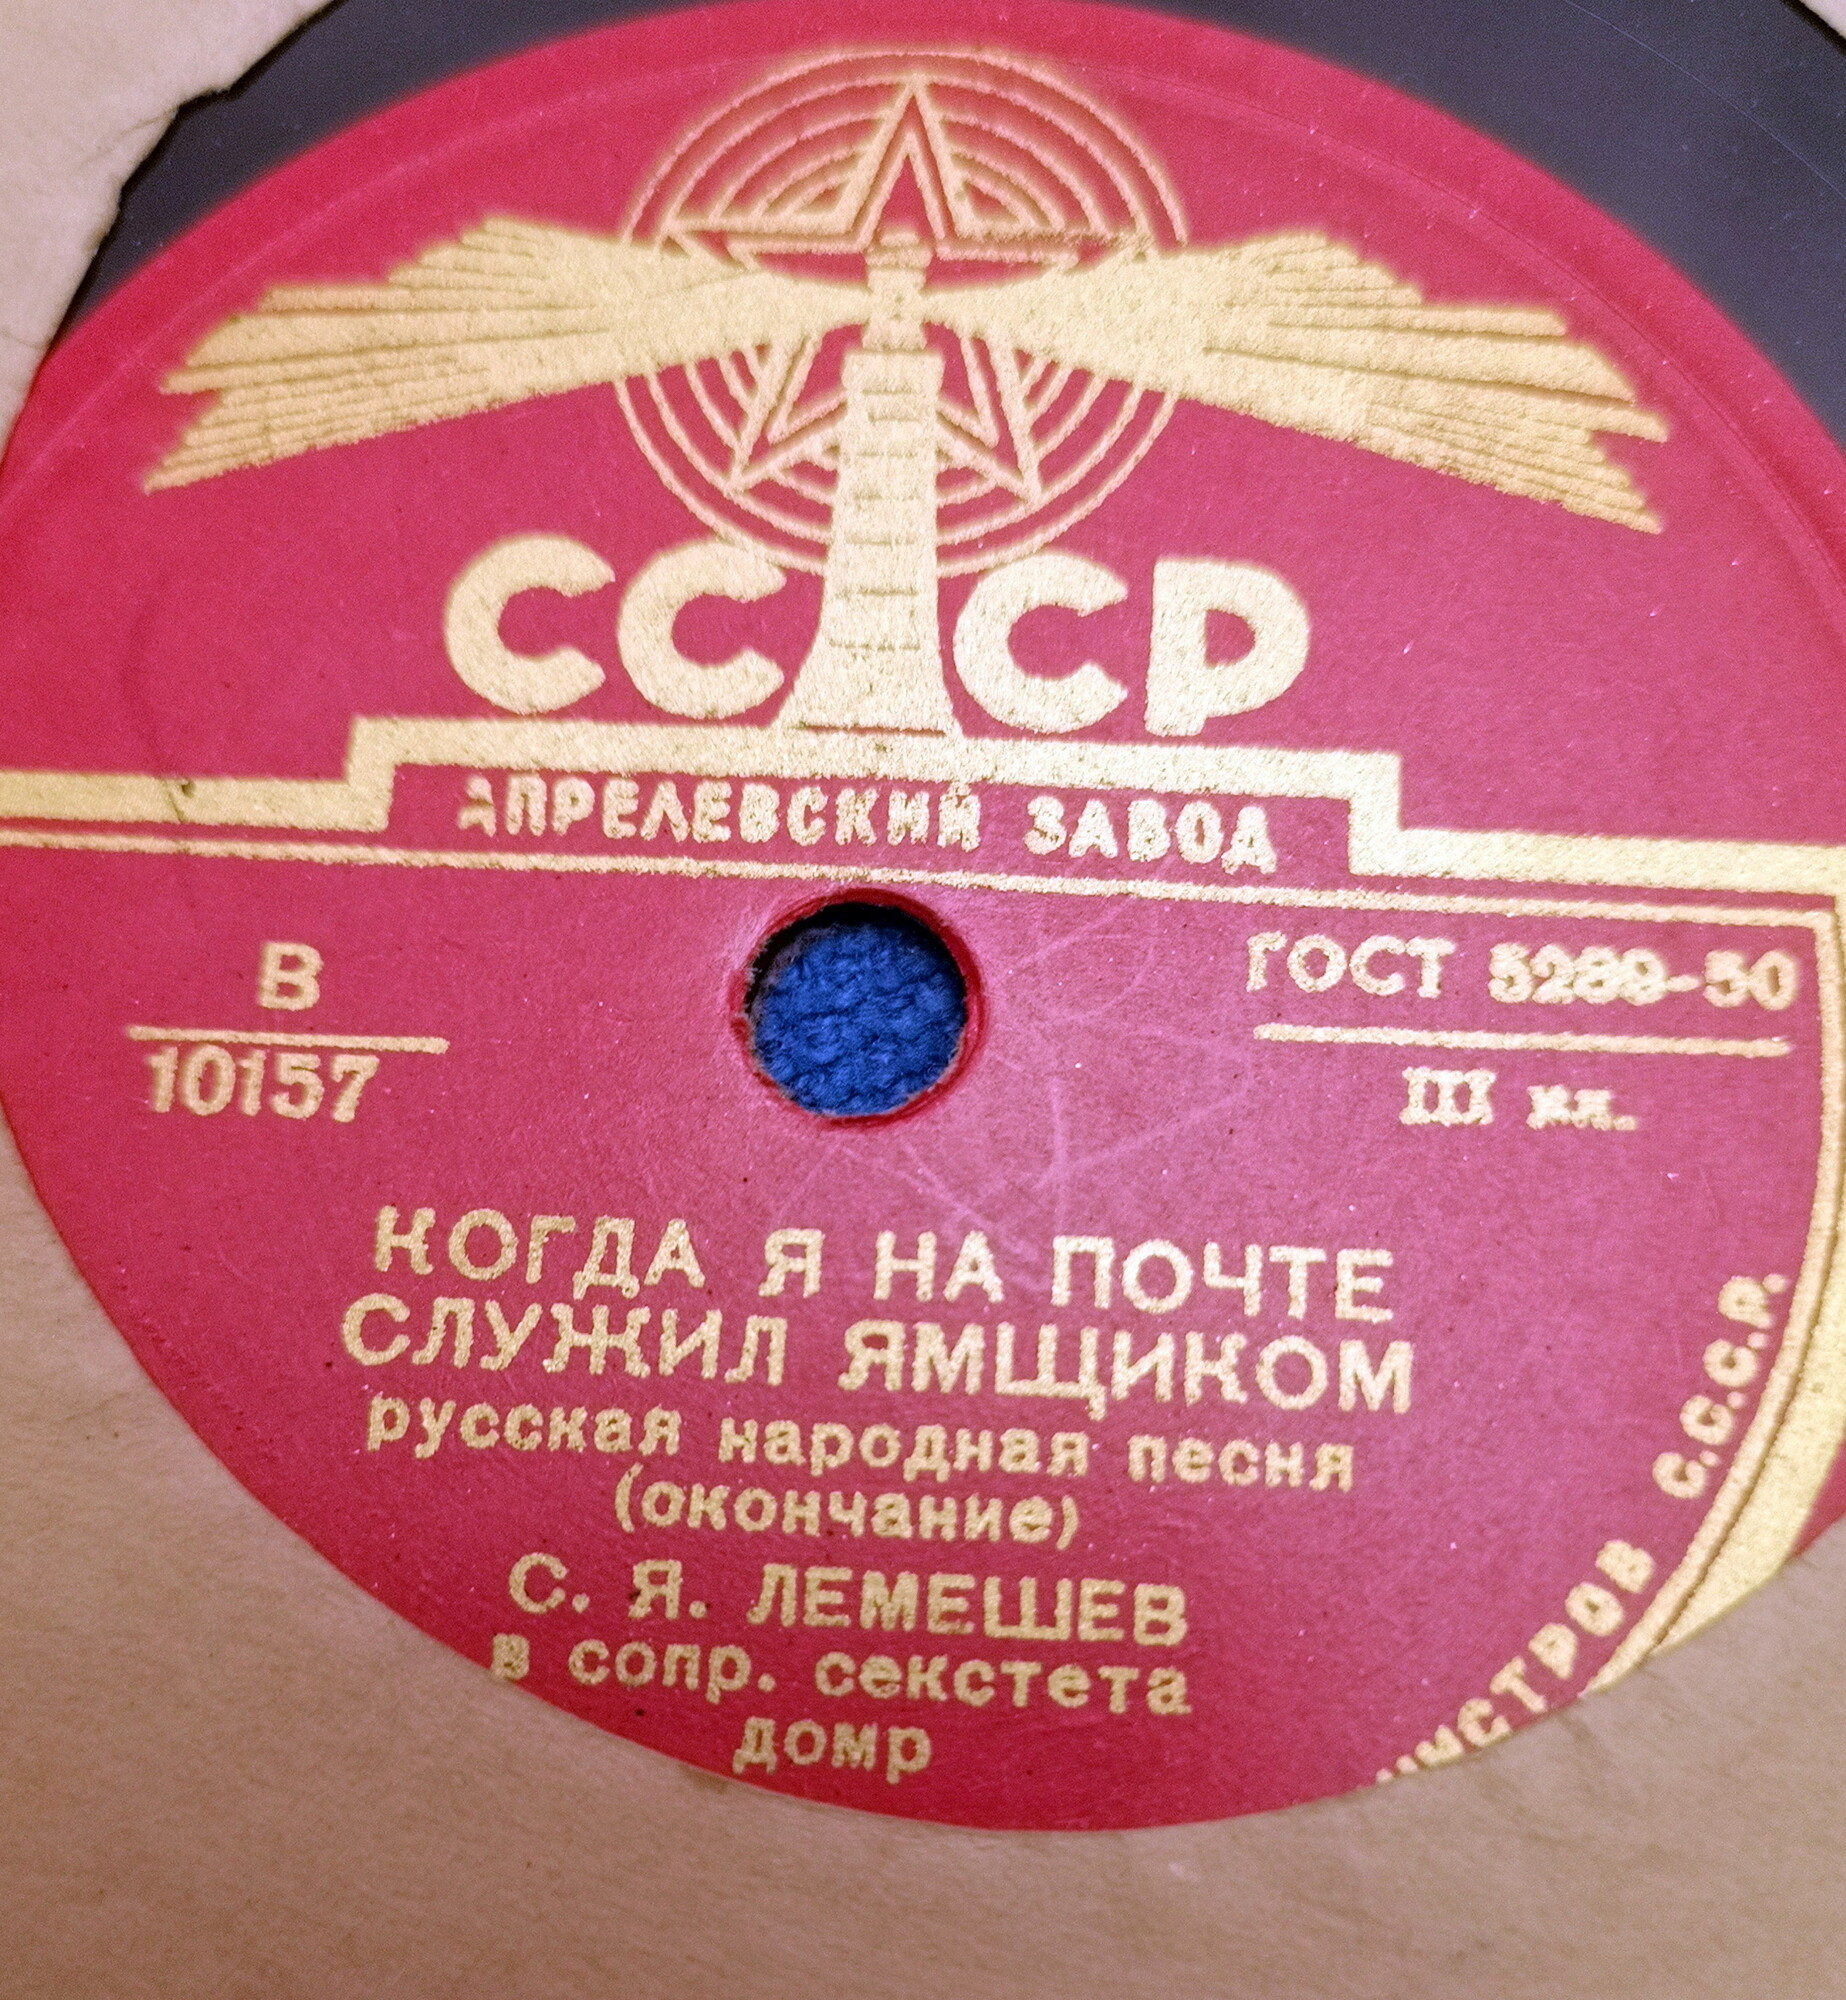 СССР
АПРЕЛЕВСКИЙ ЗАВОД
В
10157
ГОСТ 5289-50
III кл.
КОГДА Я НА ПОЧТЕ
СЛУЖИЛ ЯМЩИКОМ
русская народная песня
(окончание)
С. Я. ЛЕМЕШЕВ
в сопр. секстета
домр
ИНИСТРОВ С.С.С.Р.